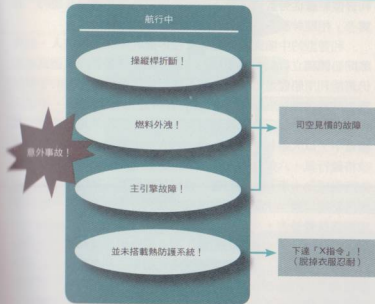 航行中
操縱桿折斷！
燃料外洩！
主引擎故障！
並未搭載熱防護系統！
意外事故！
司空見慣的故障
下達「X指令」！
（脫掉衣服忍耐）